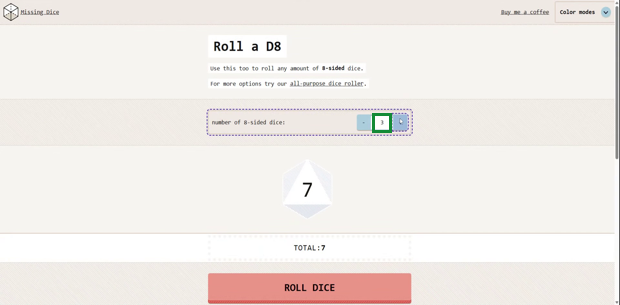 Missing Dice
Buy me a coffee
Color modes
Roll a D8
Use this too to roll any amount of 8-sided dice.
For more options try our all-purpose dice roller.
number of 8-sided dice:
- 3
7
TOTAL:7
ROLL DICE